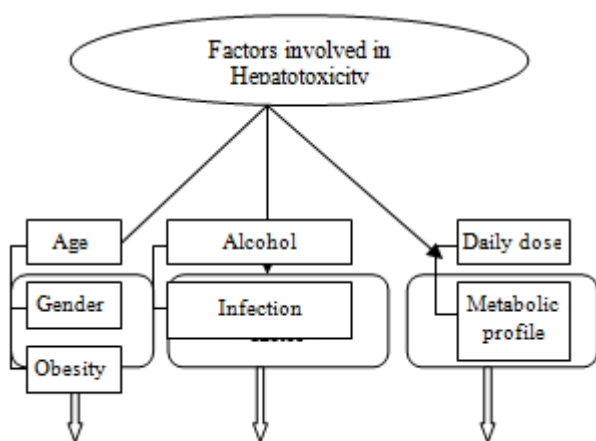 Factors involved in
Hepatotoxicity
Age
Alcohol
Daily dose
Gender
Infection
Metabolic
profile
Obesity